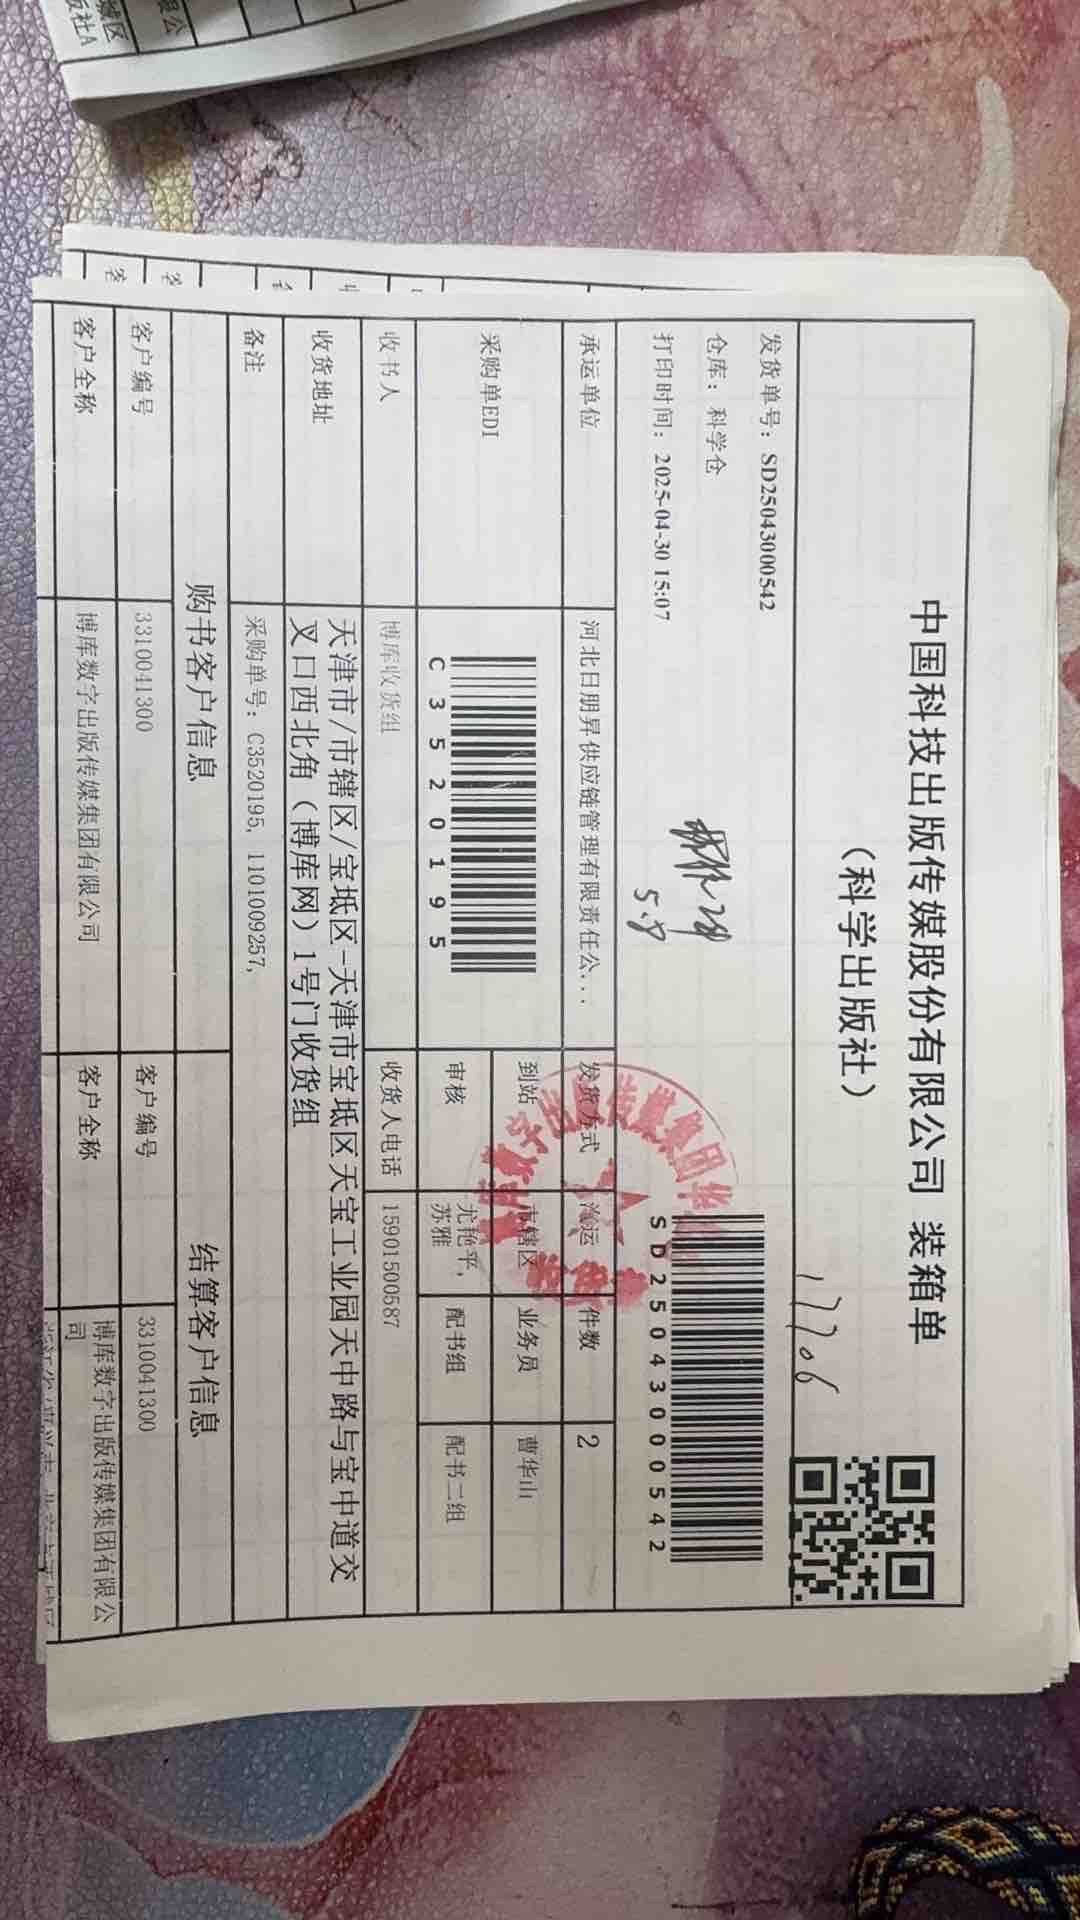 中国科技出版传媒股份有限公司 装箱单
（科学出版社）
17706
发货单号：SD25043000542
仓库：科学仓
打印时间：2025-04-30 15:07
5.8
SD25043000542
承运单位 河北日朋昇供应链管理有限责任公... 发货方式 汽运 件数 2
采购单EDI C3520195 到站 市辖区 业务员 曹华山
审核 尤艳平，苏雅 配书组 配书二组
收书人 博库收货组 收货人电话 15901500587
收货地址 天津市/市辖区/宝坻区-天津市宝坻区天宝工业园天中路与宝中道交
叉口西北角（博库网）1号门收货组
备注 采购单号：C3520195, 1101009257,
购书客户信息 结算客户信息
客户编号 3310041300 客户编号 3310041300
客户全称 博库数字出版传媒集团有限公司 客户全称 博库数字出版传媒集团有限公
司